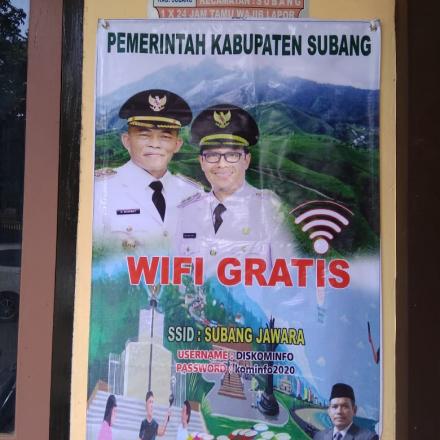 KECAMATAN : SUBANG
1 X 24 JAM TAMU WAJIB LAPOR
PEMERINTAH KABUPATEN SUBANG
WIFI GRATIS
SSID : SUBANG JAWARA
USERNAME : DISKOMINFO
PASSWORD : kominfo2020